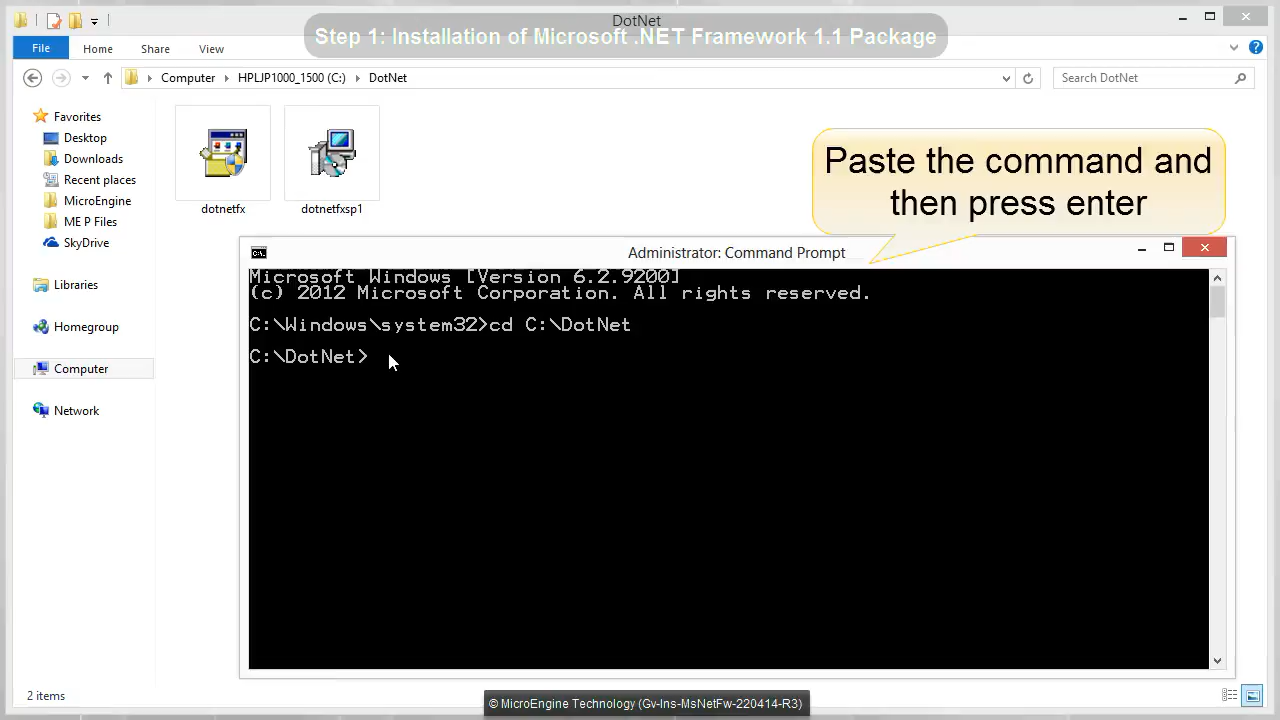 DotNet
Step 1: Installation of Microsoft .NET Framework 1.1 Package
File Home Share View
Computer HPLJP1000_1500 (C:) DotNet
Search DotNet
Favorites
Desktop
Downloads
Recent places
MicroEngine
ME P Files
SkyDrive
Libraries
Homegroup
Computer
Network
dotnetfx
dotnetfxsp1
Paste the command and
then press enter
Administrator: Command Prompt
Microsoft Windows [Version 6.2.9200]
(c) 2012 Microsoft Corporation. All rights reserved.
C:\Windows\system32>cd C:\DotNet
C:\DotNet>
2 items
© MicroEngine Technology (Gv-Ins-MsNetFw-220414-R3)